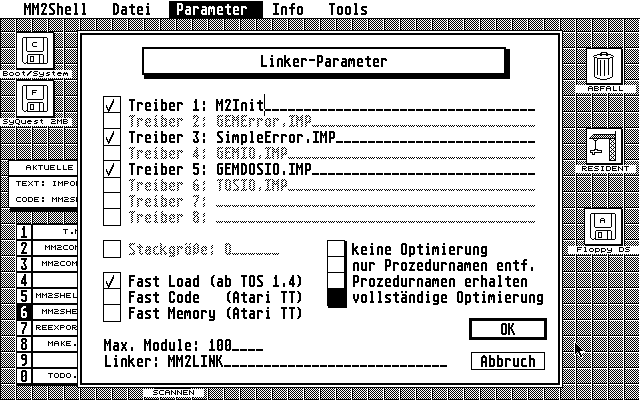 MM2Shell Datei Parameter Info Tools
Linker-Parameter
Treiber 1: M2Init
Treiber 2: GEMError.IMP
Treiber 3: SimpleError.IMP
Treiber 4: GEMIO.IMP
Treiber 5: GEMDOSIO.IMP
Treiber 6: TOSIO.IMP
Treiber 7:
Treiber 8:
Stackgröße: 0
Fast Load (ab TOS 1.4)
Fast Code (Atari TT)
Fast Memory (Atari TT)
keine Optimierung
nur Prozedurnamen entf.
Prozedurnamen erhalten
vollständige Optimierung
Max. Module: 100
Linker: MM2LINK
OK
Abbruch
C
Boot/System
F
SyQuest 2MB
AKTUELLE
TEXT: IMPO
CODE: MM2S
1 T.
2 MM2CO
3 MM2COM
4
5 MM2SHEL
6 MM2SHE
7 REEXPOR
8 MAKE.
9
0 TODO.
SCANNEN
ABFALL
RESIDENT
A
Floppy DS